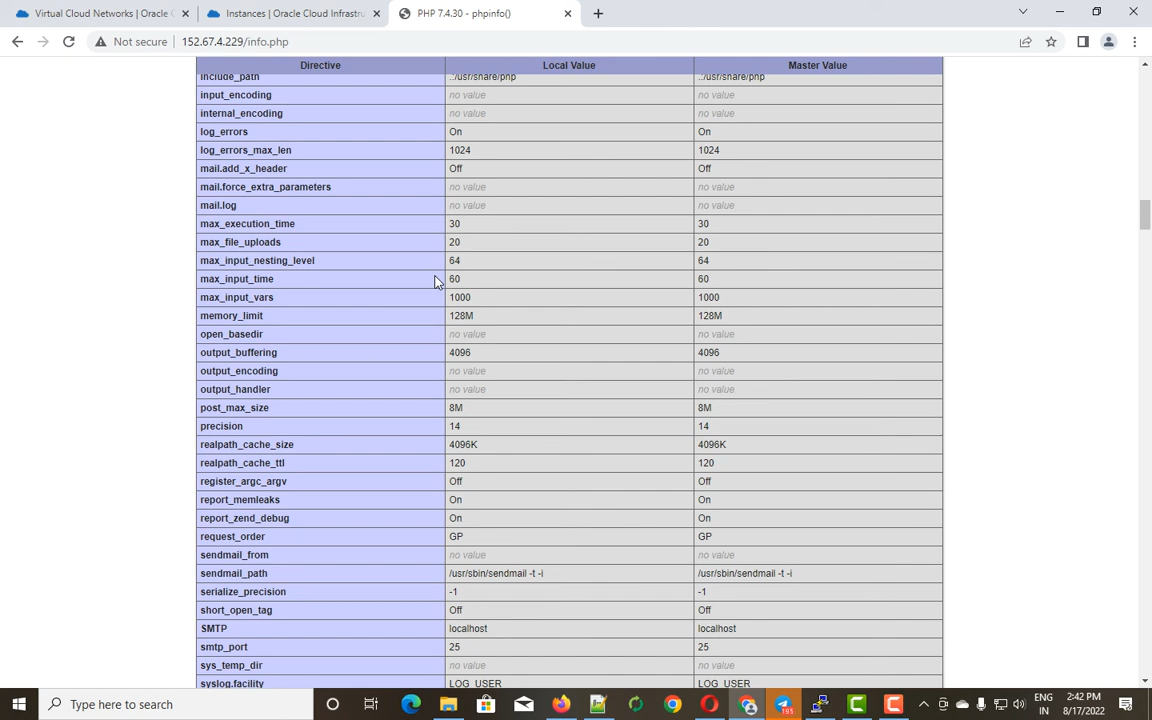 Virtual Cloud Networks | Oracle C
Instances | Oracle Cloud Infrastru
PHP 7.4.30 - phpinfo()
Not secure 152.67.4.229/info.php
Directive Local Value Master Value
include_path .:/usr/share/php .:/usr/share/php
input_encoding no value no value
internal_encoding no value no value
log_errors On On
log_errors_max_len 1024 1024
mail.add_x_header Off Off
mail.force_extra_parameters no value no value
mail.log no value no value
max_execution_time 30 30
max_file_uploads 20 20
max_input_nesting_level 64 64
max_input_time 60 60
max_input_vars 1000 1000
memory_limit 128M 128M
open_basedir no value no value
output_buffering 4096 4096
output_encoding no value no value
output_handler no value no value
post_max_size 8M 8M
precision 14 14
realpath_cache_size 4096K 4096K
realpath_cache_ttl 120 120
register_argc_argv Off Off
report_memleaks On On
report_zend_debug On On
request_order GP GP
sendmail_from no value no value
sendmail_path /usr/sbin/sendmail -t -i /usr/sbin/sendmail -t -i
serialize_precision -1 -1
short_open_tag Off Off
SMTP localhost localhost
smtp_port 25 25
sys_temp_dir no value no value
syslog.facility LOG_USER LOG_USER
Type here to search
195
ENG
IN
2:42 PM
8/17/2022